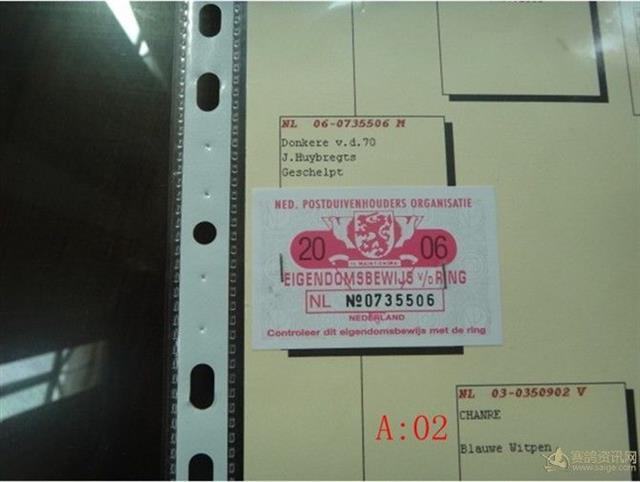 NL 06-0735506 M
Donkere v.d.70
J.Huybregts
Geschelpt
NED. POSTDUIVENHOUDERS ORGANISATIE
20 06
EIGENDOMSBEWIJS V/D RING
NL №0735506
NEDERLAND
Controleer dit eigendomsbewijs met de ring
NL 03-0350902 V
CHANRE
Blauwe Witpen
A:02
赛鸽资讯网
www.saige.com